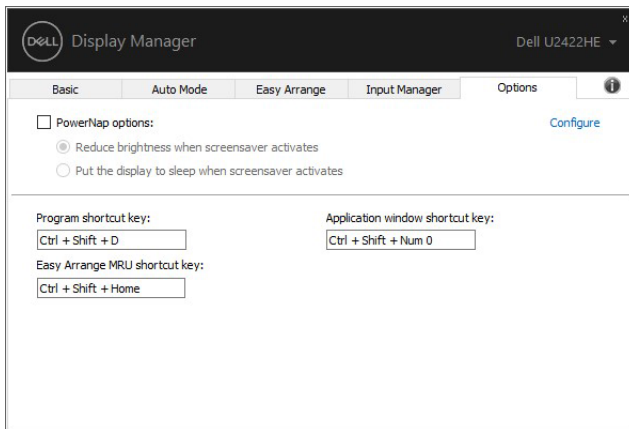 DELL Display Manager
Dell U2422HE
Basic Auto Mode Easy Arrange Input Manager Options
PowerNap options:
Configure
Reduce brightness when screensaver activates
Put the display to sleep when screensaver activates
Program shortcut key:
Application window shortcut key:
Ctrl + Shift + D
Ctrl + Shift + Num 0
Easy Arrange MRU shortcut key:
Ctrl + Shift + Home